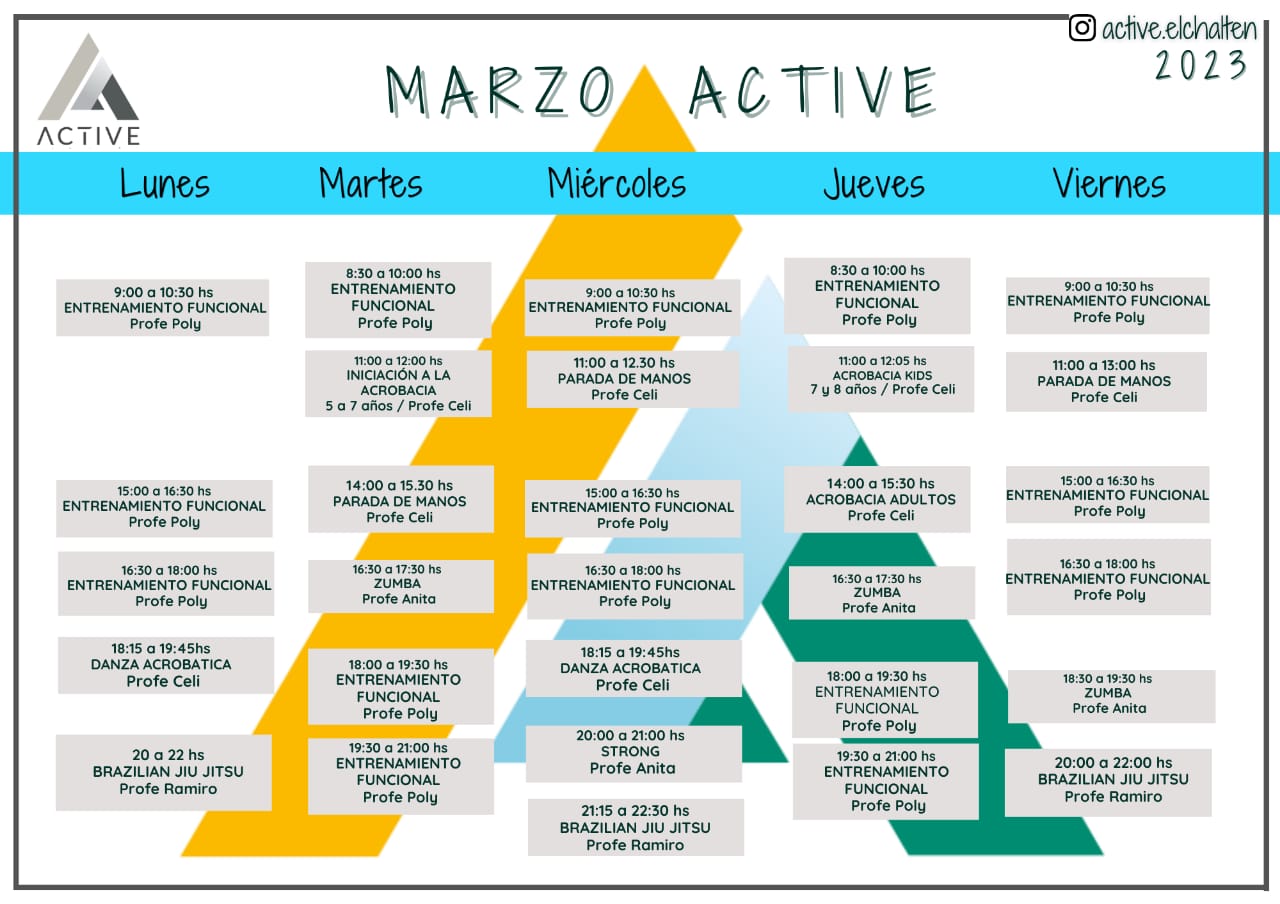 active.elchalten
2023
MARZO ACTIVE
ACTIVE
Lunes
Martes
Miércoles
Jueves
Viernes
9:00 a 10:30 hs
ENTRENAMIENTO FUNCIONAL
Profe Poly
15:00 a 16:30 hs
ENTRENAMIENTO FUNCIONAL
Profe Poly
16:30 a 18:00 hs
ENTRENAMIENTO FUNCIONAL
Profe Poly
18:15 a 19:45hs
DANZA ACROBATICA
Profe Celi
20 a 22 hs
BRAZILIAN JIU JITSU
Profe Ramiro
8:30 a 10:00 hs
ENTRENAMIENTO
FUNCIONAL
Profe Poly
11:00 a 12:00 hs
INICIACIÓN A LA
ACROBACIA
5 a 7 años / Profe Celi
14:00 a 15.30 hs
PARADA DE MANOS
Profe Celi
16:30 a 17:30 hs
ZUMBA
Profe Anita
18:00 a 19:30 hs
ENTRENAMIENTO
FUNCIONAL
Profe Poly
19:30 a 21:00 hs
ENTRENAMIENTO
FUNCIONAL
Profe Poly
9:00 a 10:30 hs
ENTRENAMIENTO FUNCIONAL
Profe Poly
11:00 a 12.30 hs
PARADA DE MANOS
Profe Celi
15:00 a 16:30 hs
ENTRENAMIENTO FUNCIONAL
Profe Poly
16:30 a 18:00 hs
ENTRENAMIENTO FUNCIONAL
Profe Poly
18:15 a 19:45hs
DANZA ACROBATICA
Profe Celi
20:00 a 21:00 hs
STRONG
Profe Anita
21:15 a 22:30 hs
BRAZILIAN JIU JITSU
Profe Ramiro
8:30 a 10:00 hs
ENTRENAMIENTO
FUNCIONAL
Profe Poly
11:00 a 12:05 hs
ACROBACIA KIDS
7 y 8 años / Profe Celi
14:00 a 15:30 hs
ACROBACIA ADULTOS
Profe Celi
16:30 a 17:30 hs
ZUMBA
Profe Anita
18:00 a 19:30 hs
ENTRENAMIENTO
FUNCIONAL
Profe Poly
19:30 a 21:00 hs
ENTRENAMIENTO
FUNCIONAL
Profe Poly
9:00 a 10:30 hs
ENTRENAMIENTO FUNCIONAL
Profe Poly
11:00 a 13:00 hs
PARADA DE MANOS
Profe Celi
15:00 a 16:30 hs
ENTRENAMIENTO FUNCIONAL
Profe Poly
16:30 a 18:00 hs
ENTRENAMIENTO FUNCIONAL
Profe Poly
18:30 a 19:30 hs
ZUMBA
Profe Anita
20:00 a 22:00 hs
BRAZILIAN JIU JITSU
Profe Ramiro